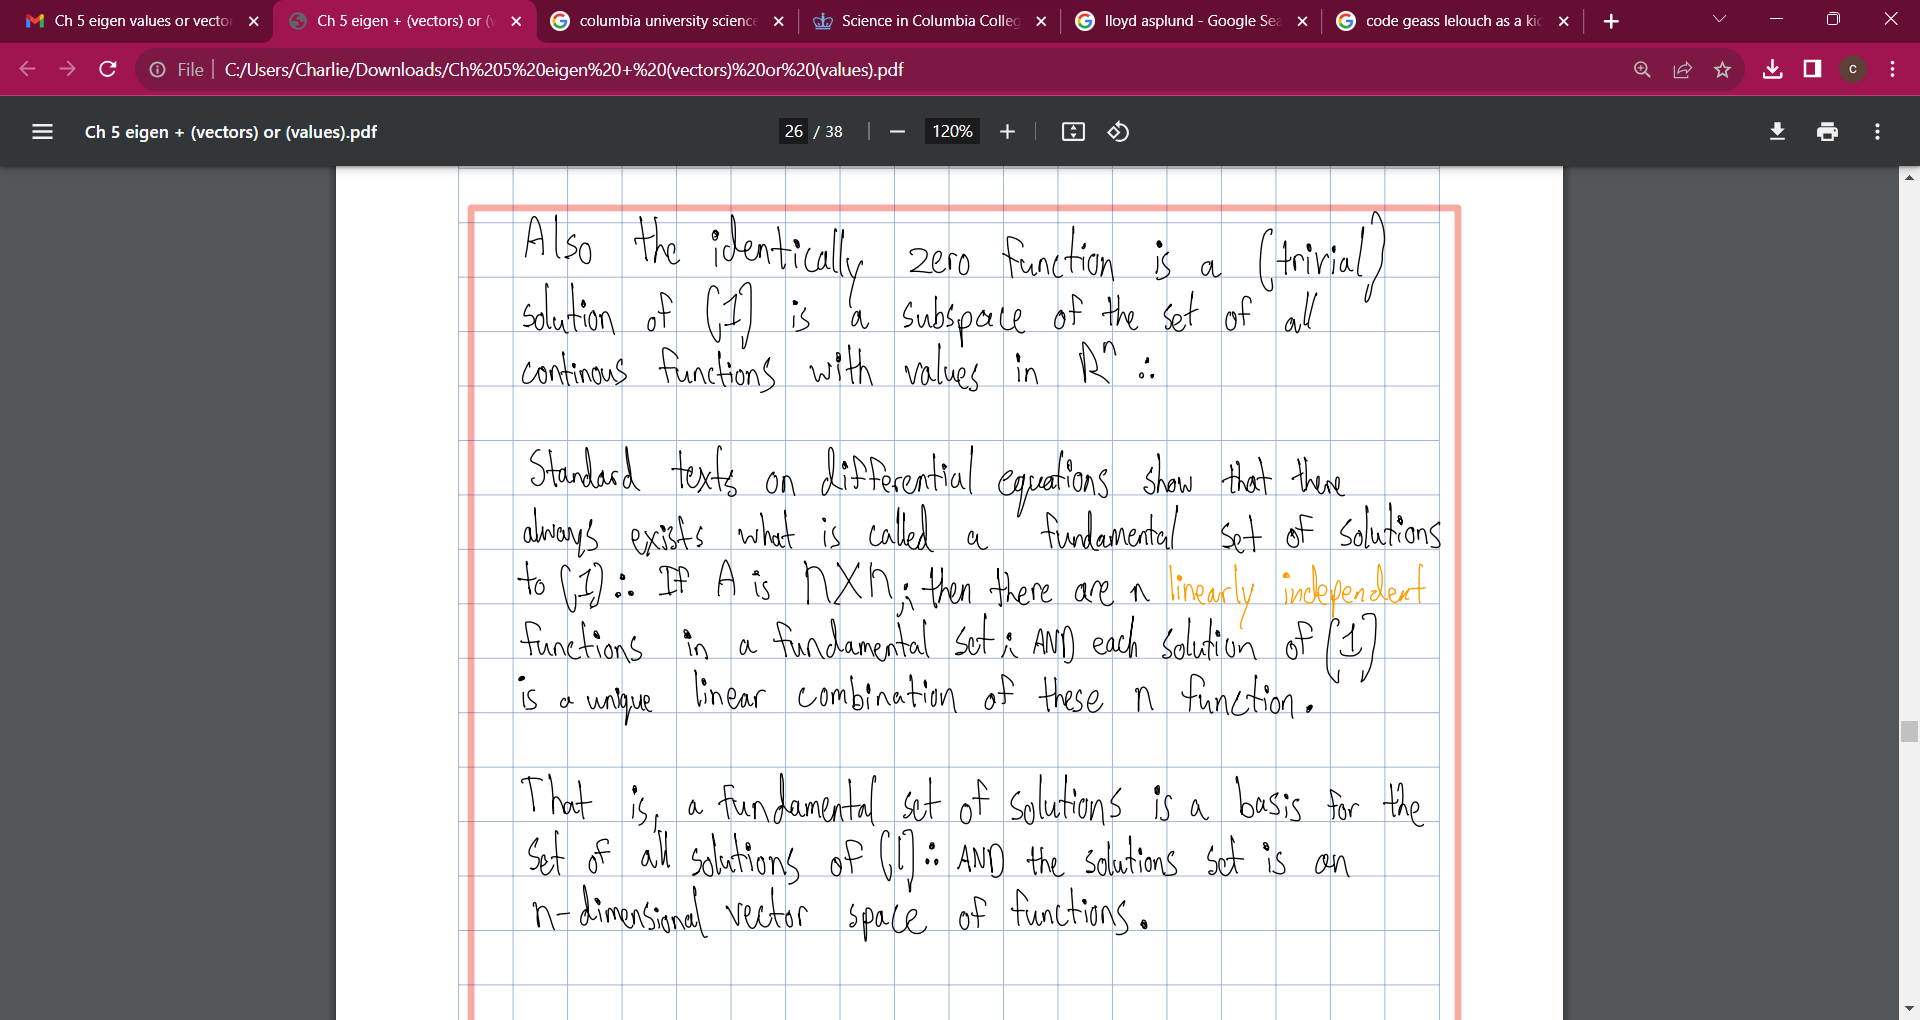 Ch 5 eigen values or vector
Ch 5 eigen + (vectors) or (v
columbia university science
Science in Columbia Colleg
lloyd asplund - Google Sea
code geass lelouch as a kid
File
C:/Users/Charlie/Downloads/Ch%205%20eigen%20+%20(vectors)%20or%20(values).pdf
c
Ch 5 eigen + (vectors) or (values).pdf
26 / 38
120%
Also the identically zero function is a (trivial)
solution of (1) is a subspace of the set of all
continous functions with values in Rⁿ ∴
Standard texts on differential equations show that there
always exists what is called a fundamental set of solutions
to (1) ∴ If A is n×n; then there are n linearly independent
functions in a fundamental set; AND each solution of (1)
is a unique linear combination of these n function.
That is, a fundamental set of solutions is a basis for the
set of all solutions of (1) ∴ AND the solutions set is an
n-dimensional vector space of functions.